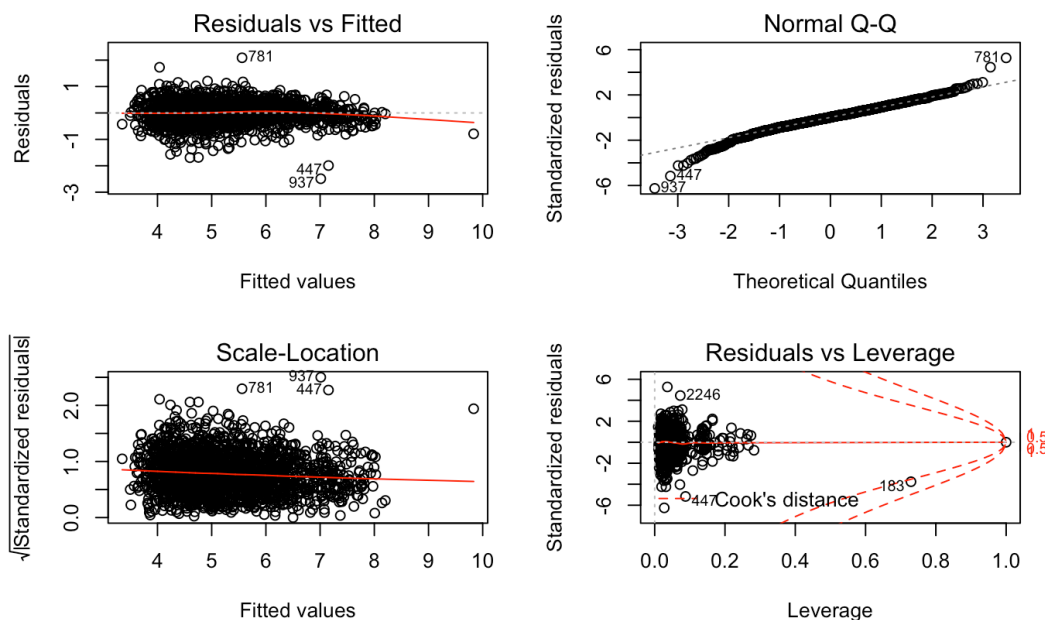 Residuals vs Fitted
Residuals
1
-1
-3
781
447
937
4 5 6 7 8 9 10
Fitted values
Normal Q-Q
Standardized residuals
6
2
-2
-6
781
447
937
-3 -2 -1 0 1 2 3
Theoretical Quantiles
Scale-Location
√|Standardized residuals|
2.0
1.0
0.0
937
781
447
4 5 6 7 8 9 10
Fitted values
Residuals vs Leverage
Standardized residuals
6
2
-2
-6
2246
183
447
Cook's distance
0.0 0.2 0.4 0.6 0.8 1.0
Leverage